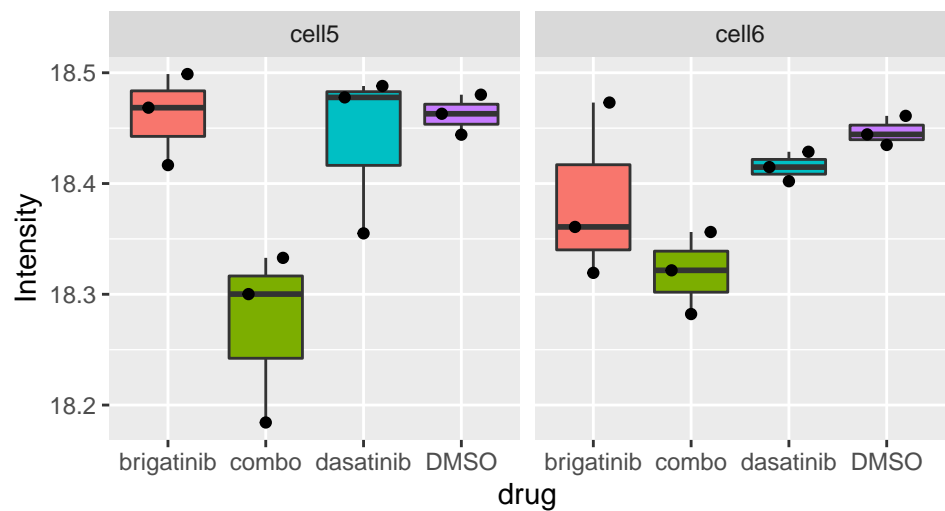 cell5 cell6
18.5
18.4
18.3
18.2
Intensity
brigatinib combo dasatinib DMSO brigatinib combo dasatinib DMSO
drug